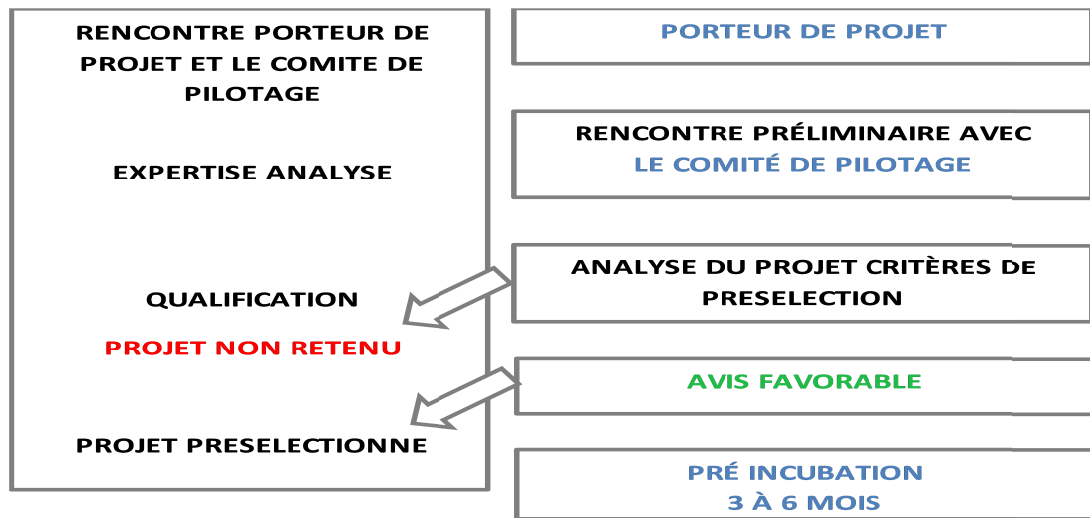 RENCONTRE PORTEUR DE
PROJET ET LE COMITE DE
PILOTAGE
EXPERTISE ANALYSE
QUALIFICATION
PROJET NON RETENU
PROJET PRESELECTIONNE
PORTEUR DE PROJET
RENCONTRE PRÉLIMINAIRE AVEC
LE COMITÉ DE PILOTAGE
ANALYSE DU PROJET CRITÈRES DE
PRESELECTION
AVIS FAVORABLE
PRÉ INCUBATION
3 À 6 MOIS